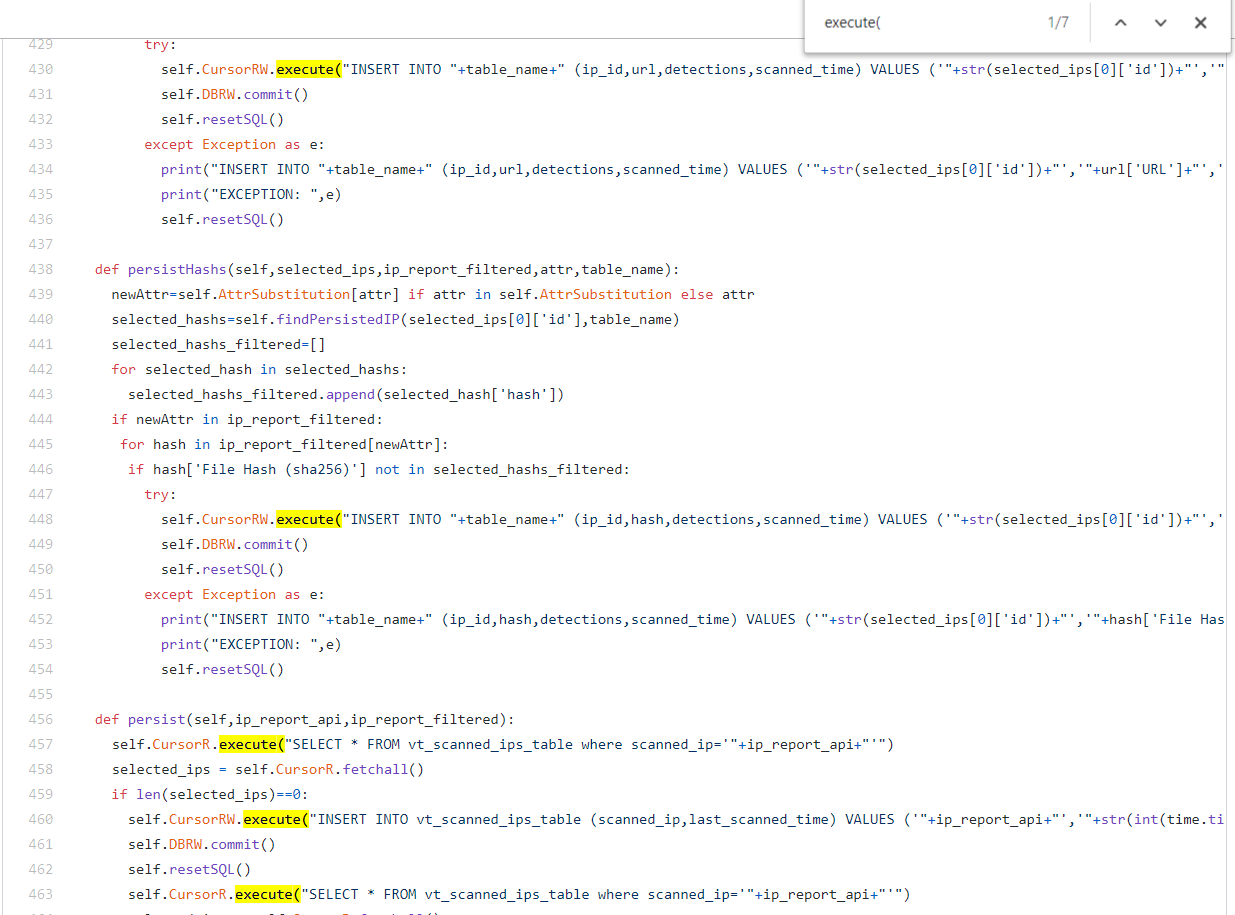 execute( 1/7
429 try:
430 self.CursorRW.execute("INSERT INTO "+table_name+" (ip_id,url,detections,scanned_time) VALUES ('"+str(selected_ips[0]['id'])+"','"
431 self.DBRW.commit()
432 self.resetSQL()
433 except Exception as e:
434 print("INSERT INTO "+table_name+" (ip_id,url,detections,scanned_time) VALUES ('"+str(selected_ips[0]['id'])+"','"+url['URL']+"','
435 print("EXCEPTION: ",e)
436 self.resetSQL()
437
438 def persistHashs(self,selected_ips,ip_report_filtered,attr,table_name):
439 newAttr=self.AttrSubstitution[attr] if attr in self.AttrSubstitution else attr
440 selected_hashs=self.findPersistedIP(selected_ips[0]['id'],table_name)
441 selected_hashs_filtered=[]
442 for selected_hash in selected_hashs:
443 selected_hashs_filtered.append(selected_hash['hash'])
444 if newAttr in ip_report_filtered:
445 for hash in ip_report_filtered[newAttr]:
446 if hash['File Hash (sha256)'] not in selected_hashs_filtered:
447 try:
448 self.CursorRW.execute("INSERT INTO "+table_name+" (ip_id,hash,detections,scanned_time) VALUES ('"+str(selected_ips[0]['id'])+"','
449 self.DBRW.commit()
450 self.resetSQL()
451 except Exception as e:
452 print("INSERT INTO "+table_name+" (ip_id,hash,detections,scanned_time) VALUES ('"+str(selected_ips[0]['id'])+"','"+hash['File Has
453 print("EXCEPTION: ",e)
454 self.resetSQL()
455
456 def persist(self,ip_report_api,ip_report_filtered):
457 self.CursorR.execute("SELECT * FROM vt_scanned_ips_table where scanned_ip='"+ip_report_api+"'")
458 selected_ips = self.CursorR.fetchall()
459 if len(selected_ips)==0:
460 self.CursorRW.execute("INSERT INTO vt_scanned_ips_table (scanned_ip,last_scanned_time) VALUES ('"+ip_report_api+"','"+str(int(time.ti
461 self.DBRW.commit()
462 self.resetSQL()
463 self.CursorR.execute("SELECT * FROM vt_scanned_ips_table where scanned_ip='"+ip_report_api+"'")